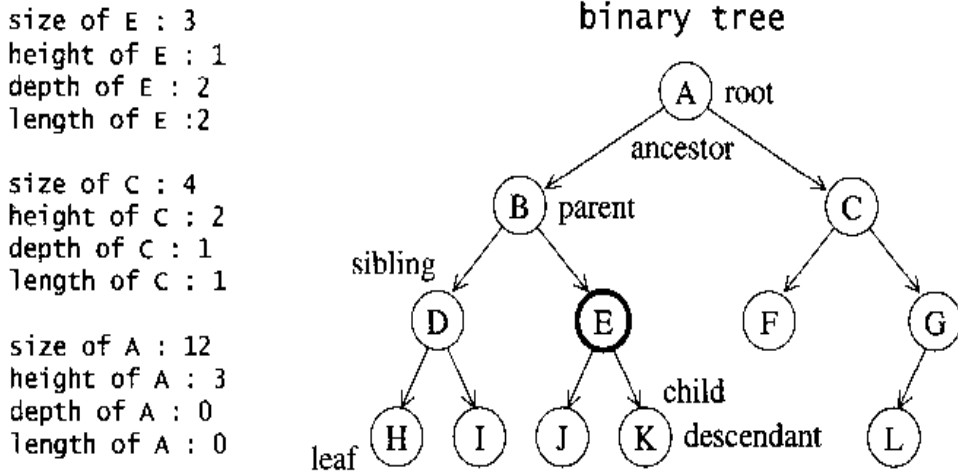 size of E : 3
height of E : 1
depth of E : 2
length of E :2
size of C : 4
height of C : 2
depth of C : 1
length of C : 1
size of A : 12
height of A : 3
depth of A : 0
length of A : 0
binary tree
A root
ancestor
B parent
C
sibling
D
E
F
G
child
leaf
H
I
J
K descendant
L